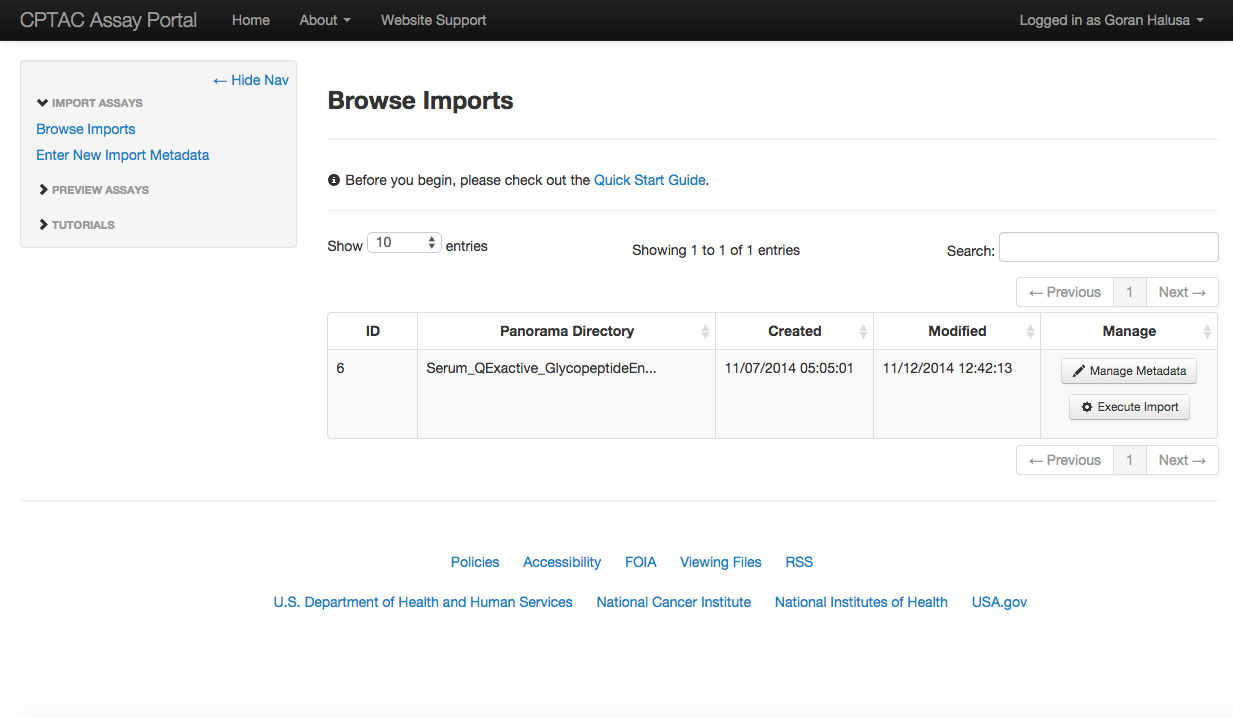 CPTAC Assay Portal Home About Website Support Logged in as Goran Halusa
← Hide Nav
IMPORT ASSAYS
Browse Imports
Enter New Import Metadata
PREVIEW ASSAYS
TUTORIALS
Browse Imports
Before you begin, please check out the Quick Start Guide.
Show 10 entries Showing 1 to 1 of 1 entries Search:
← Previous 1 Next →
ID Panorama Directory Created Modified Manage
6 Serum_QExactive_GlycopeptideEn... 11/07/2014 05:05:01 11/12/2014 12:42:13 Manage Metadata
Execute Import
← Previous 1 Next →
Policies Accessibility FOIA Viewing Files RSS
U.S. Department of Health and Human Services National Cancer Institute National Institutes of Health USA.gov